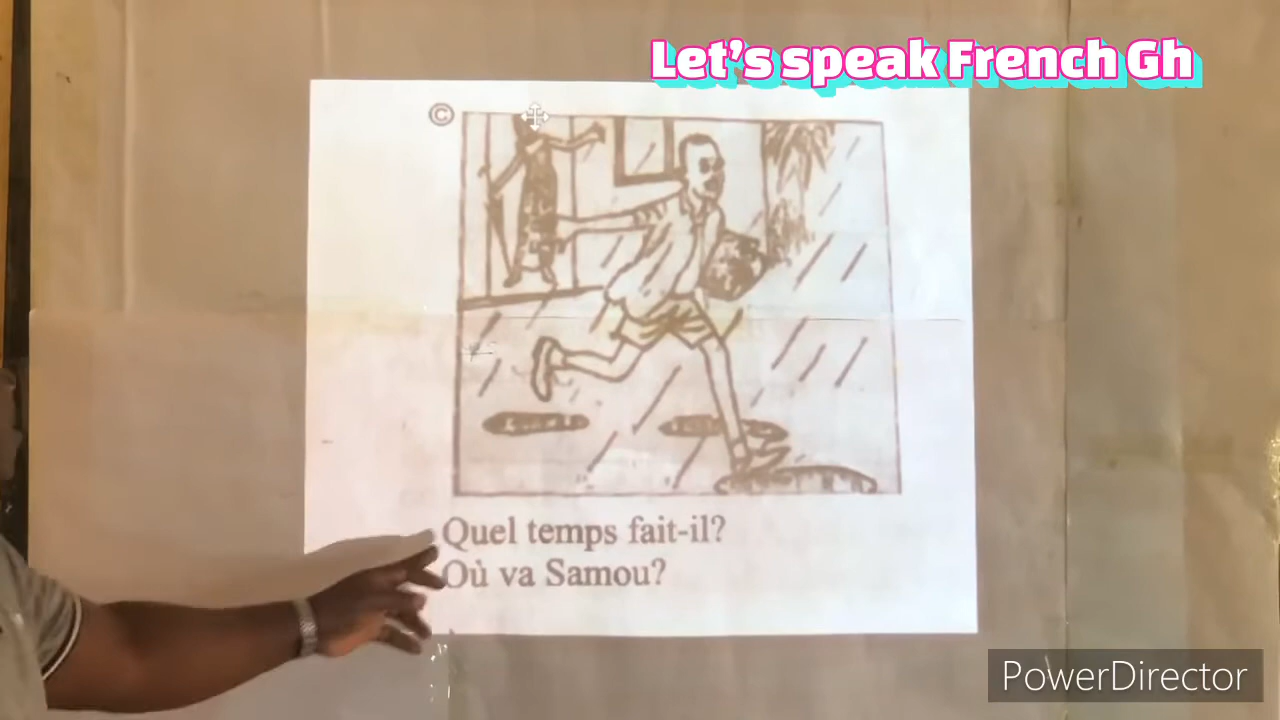 Let's speak French Gh
©
Quel temps fait-il?
Où va Samou?
PowerDirector